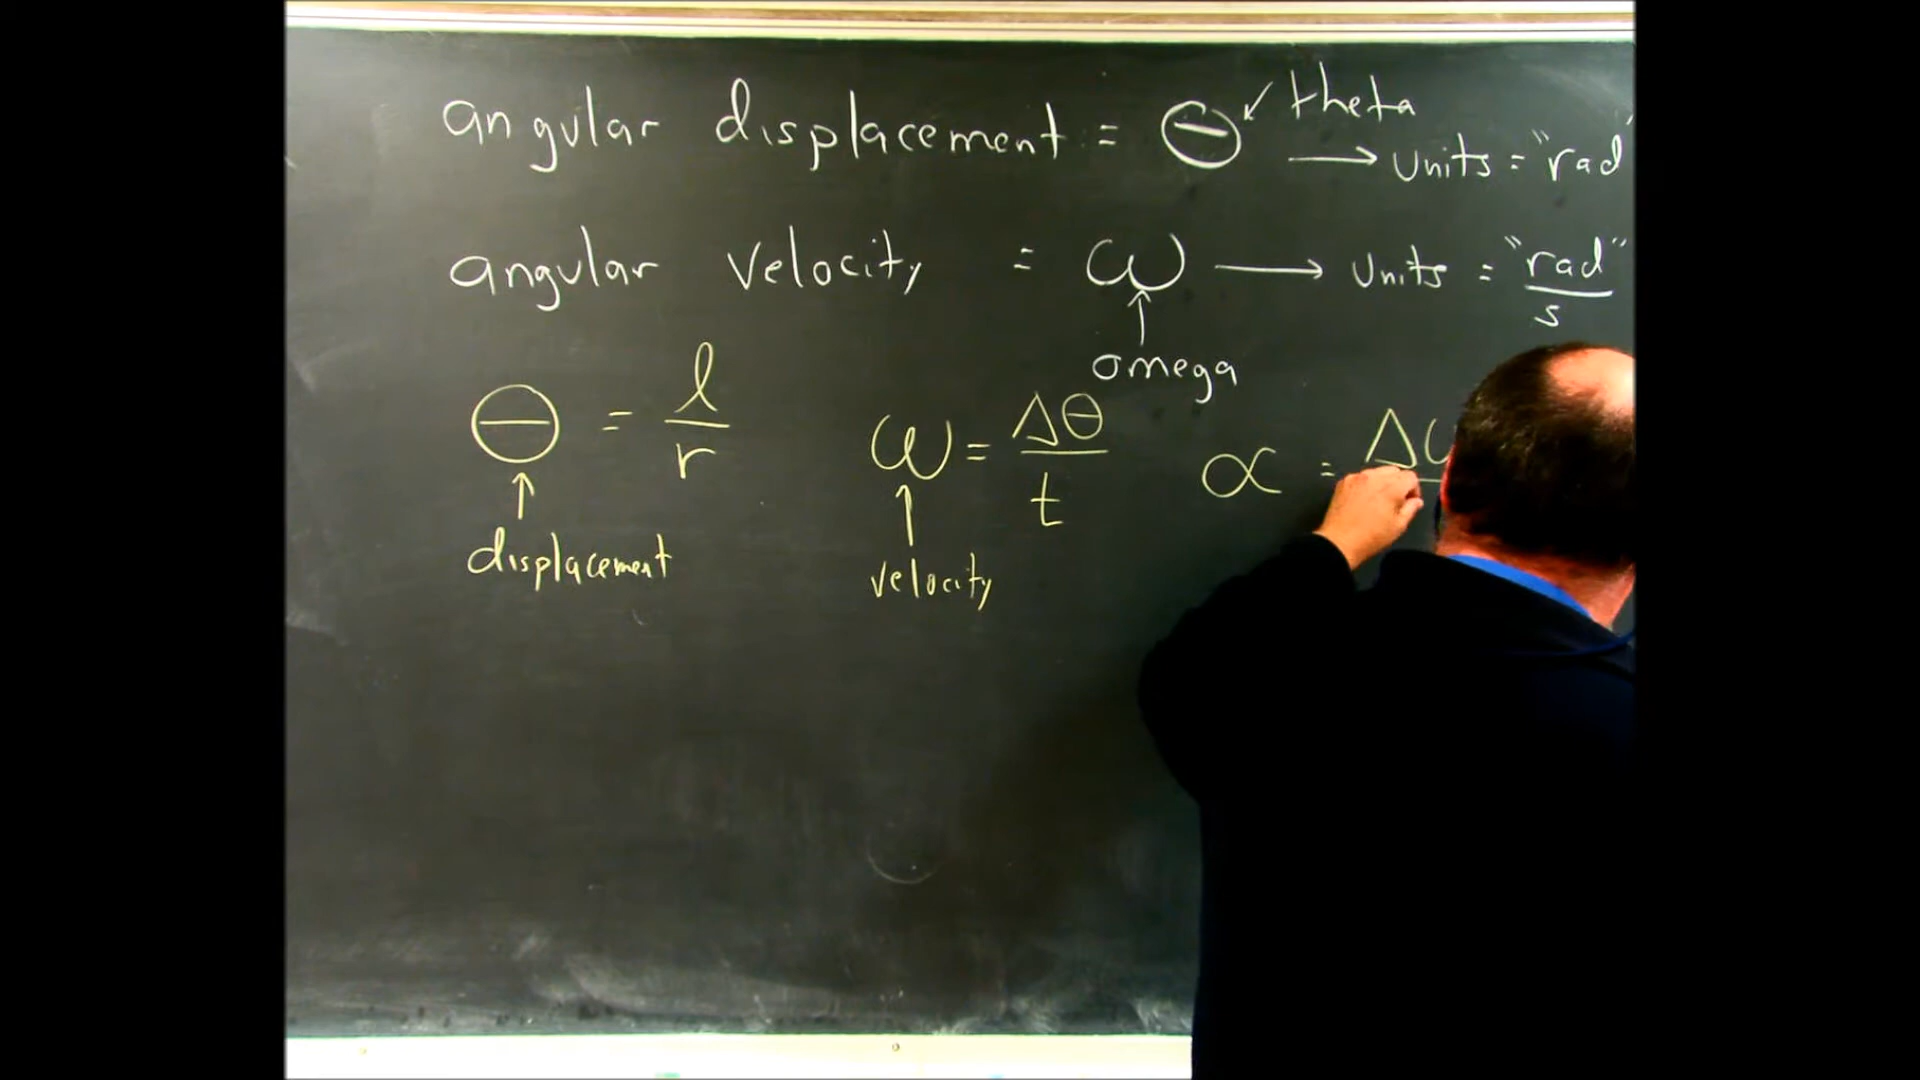 angular displacement = Θ ↙ theta
→ Units = "rad"
angular velocity = ω → Units = "rad"/s
↑
omega
Θ = l/r ω = Δθ/t α = Δ
↑ ↑
displacement velocity